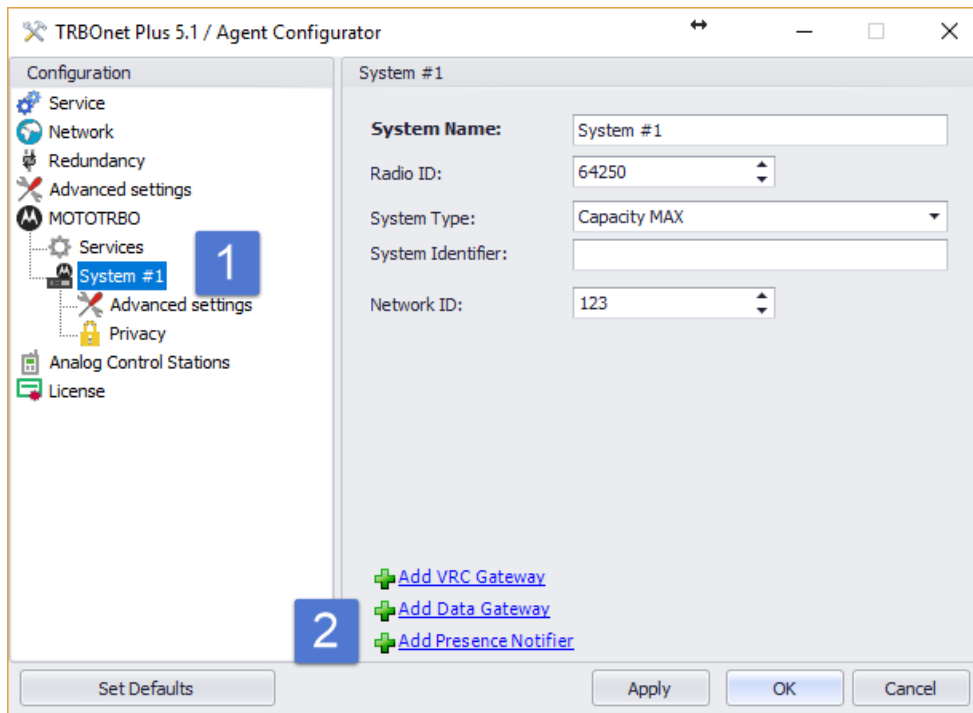 TRBOnet Plus 5.1 / Agent Configurator
Configuration
Service
Network
Redundancy
Advanced settings
MOTOTRBO
Services
System #1
Advanced settings
Privacy
Analog Control Stations
License
1
System #1
System Name: System #1
Radio ID: 64250
System Type: Capacity MAX
System Identifier:
Network ID: 123
Add VRC Gateway
Add Data Gateway
2
Add Presence Notifier
Set Defaults
Apply
OK
Cancel